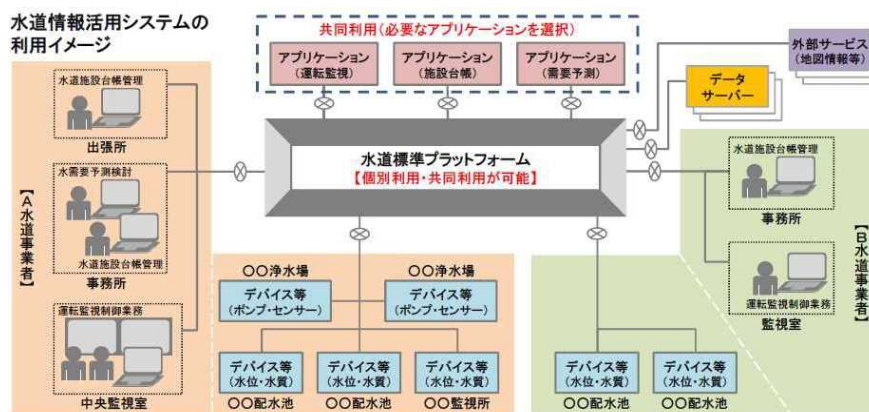 水道情報活用システムの
利用イメージ
共同利用(必要なアプリケーションを選択)
アプリケーション
(運転監視)
アプリケーション
(施設台帳)
アプリケーション
(需要予測)
外部サービス
(地図情報等)
データ
サーバー
水道標準プラットフォーム
【個別利用・共同利用が可能】
【A水道事業者】
水道施設台帳管理
出張所
水需要予測検討
水道施設台帳管理
事務所
運転監視制御業務
中央監視室
〇〇浄水場
デバイス等
(ポンプ・センサー)
〇〇浄水場
デバイス等
(ポンプ・センサー)
デバイス等
(水位・水質)
〇〇配水池
デバイス等
(水位・水質)
〇〇配水池
デバイス等
(水位・水質)
〇〇監視所
デバイス等
(水位・水質)
〇〇配水池
デバイス等
(水位・水質)
〇〇配水池
水道施設台帳管理
事務所
運転監視制御業務
監視室
【B水道事業者】